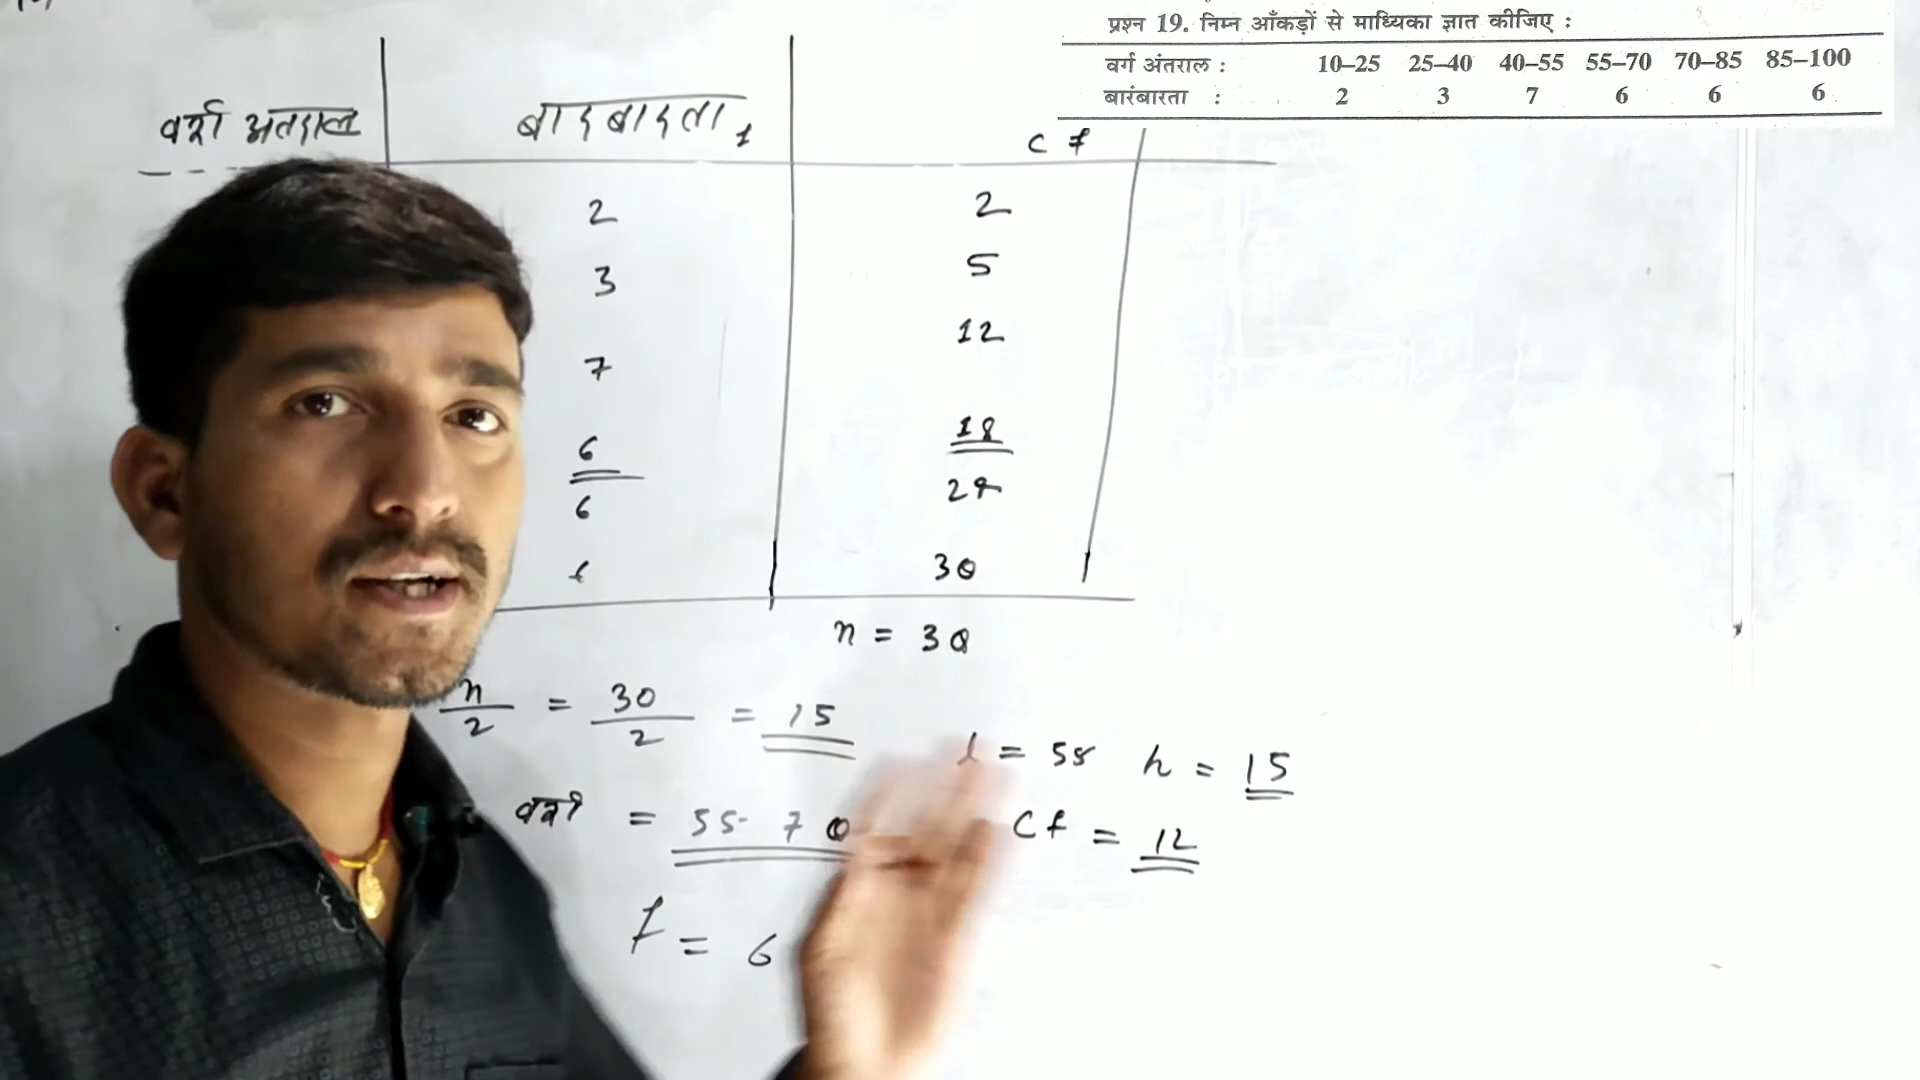 प्रश्न 19. निम्न आँकड़ों से माध्यिका ज्ञात कीजिए :
वर्ग अंतराल : 10–25 25–40 40–55 55–70 70–85 85–100
बारंबारता : 2 3 7 6 6 6
वर्ग अंतराल बारंबारता f cf
2 2
3 5
7 12
6 18
6 24
30
n = 30
n/2 = 30/2 = 15
l = 55 h = 15
वर्ग = 55-70
cf = 12
f = 6